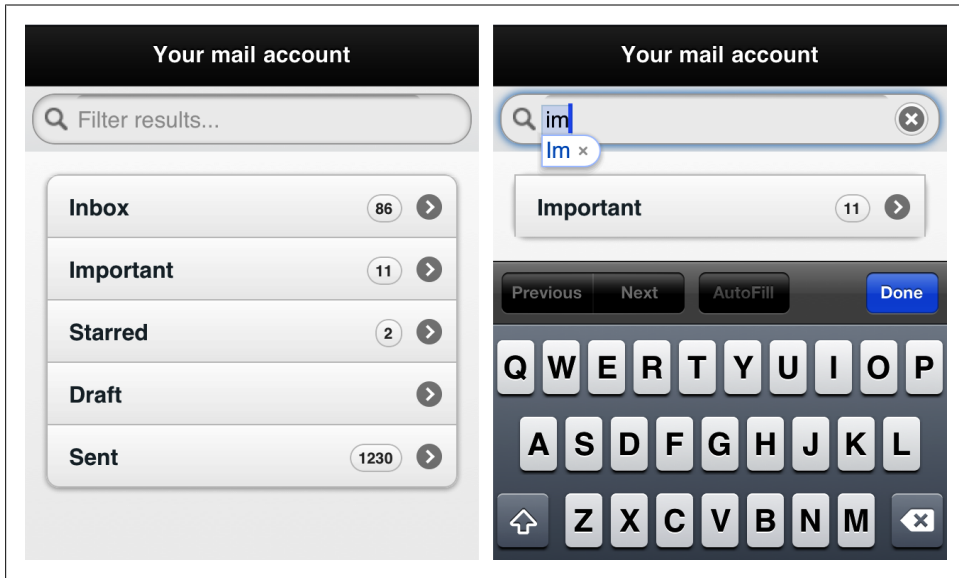 Your mail account
Filter results...
Inbox 86
Important 11
Starred 2
Draft
Sent 1230
Your mail account
im
Im ×
Important 11
Previous Next AutoFill Done
Q W E R T Y U I O P
A S D F G H J K L
Z X C V B N M